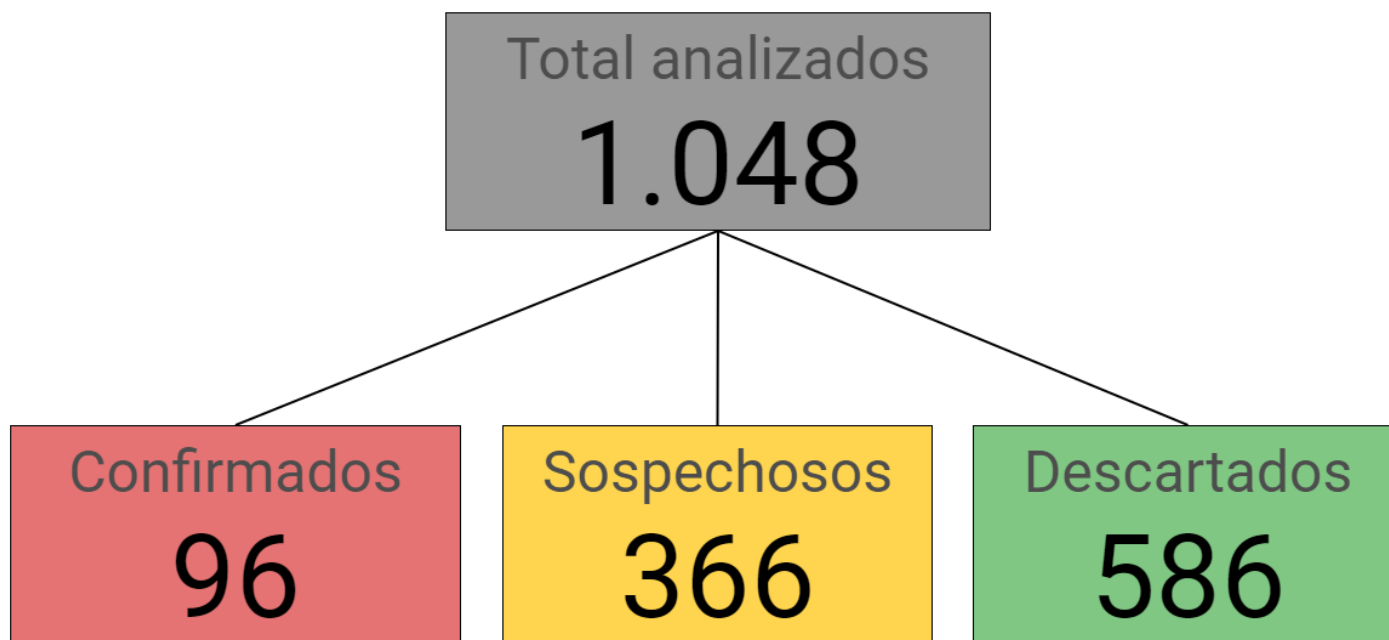 Total analizados
1.048
Confirmados
96
Sospechosos
366
Descartados
586